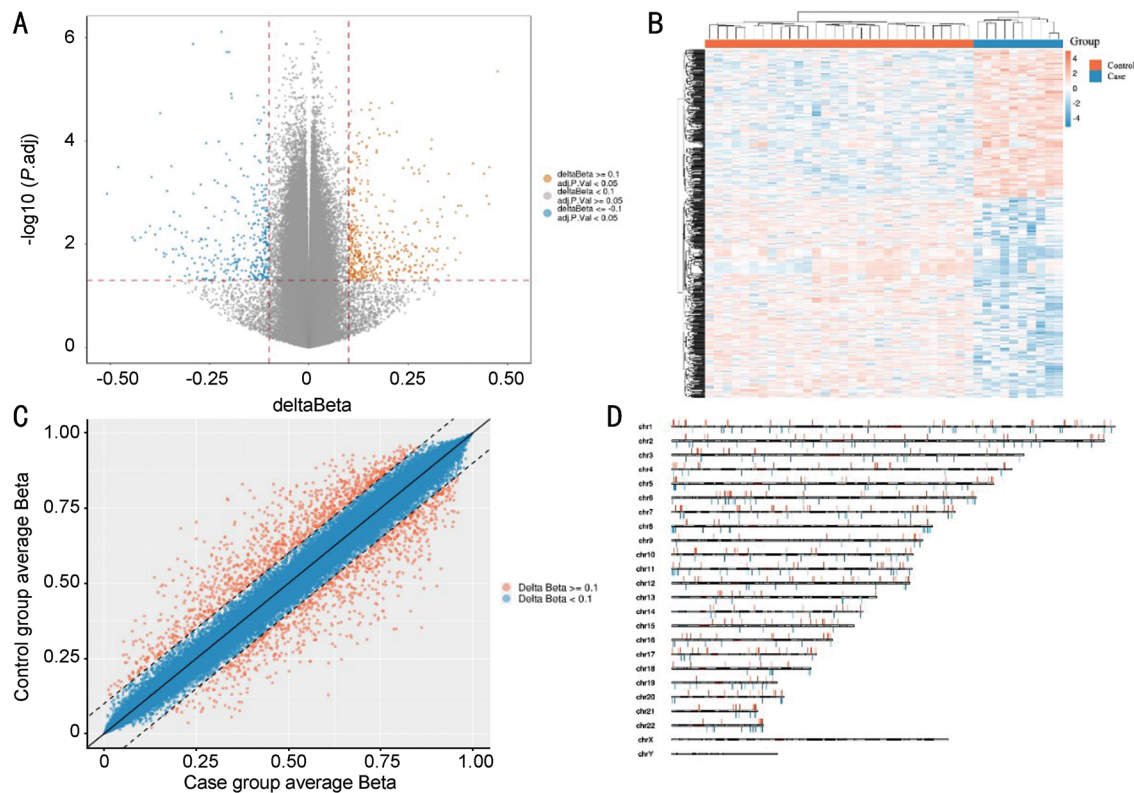 A
6
4
2
0
-log10 (P.adj)
-0.50
-0.25
0
0.25
0.50
deltaBeta
deltaBeta >= 0.1
adj.P.Val < 0.05
deltaBeta < 0.1
adj.P.Val >= 0.05
deltaBeta <= -0.1
adj.P.Val < 0.05
B
Group
4
2
0
-2
-4
Control
Case
C
1.00
0.75
0.50
0.25
0
Control group average Beta
0
0.25
0.50
0.75
1.00
Case group average Beta
Delta Beta >= 0.1
Delta Beta < 0.1
D
chr1
chr2
chr3
chr4
chr5
chr6
chr7
chr8
chr9
chr10
chr11
chr12
chr13
chr14
chr15
chr16
chr17
chr18
chr19
chr20
chr21
chr22
chrX
chrY